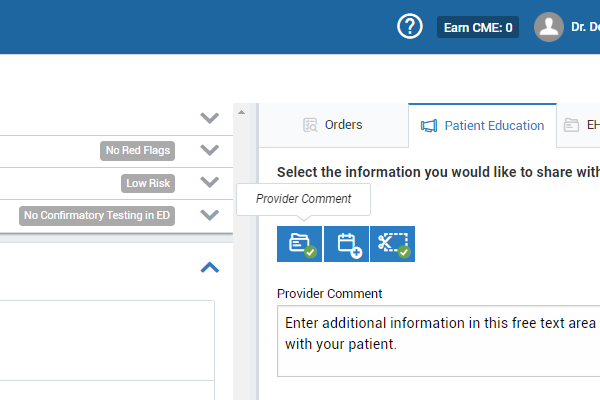 Earn CME: 0
Dr. D
Orders
Patient Education
EH
No Red Flags
Select the information you would like to share with
Low Risk
Provider Comment
No Confirmatory Testing in ED
Provider Comment
Enter additional information in this free text area
with your patient.